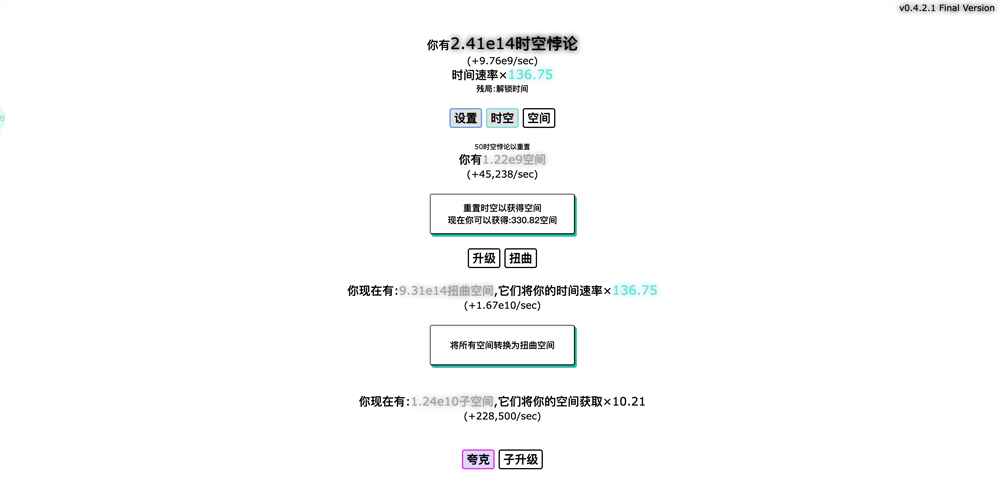 v0.4.2.1 Final Version
你有2.41e14时空悖论
(+9.76e9/sec)
时间速率×136.75
残局:解锁时间
0
设置 时空 空间
50时空悖论以重置
你有1.22e9空间
(+45,238/sec)
重置时空以获得空间
现在你可以获得:330.82空间
升级 扭曲
你现在有:9.31e14扭曲空间,它们将你的时间速率×136.75
(+1.67e10/sec)
将所有空间转换为扭曲空间
你现在有:1.24e10子空间,它们将你的空间获取×10.21
(+228,500/sec)
夸克 子升级